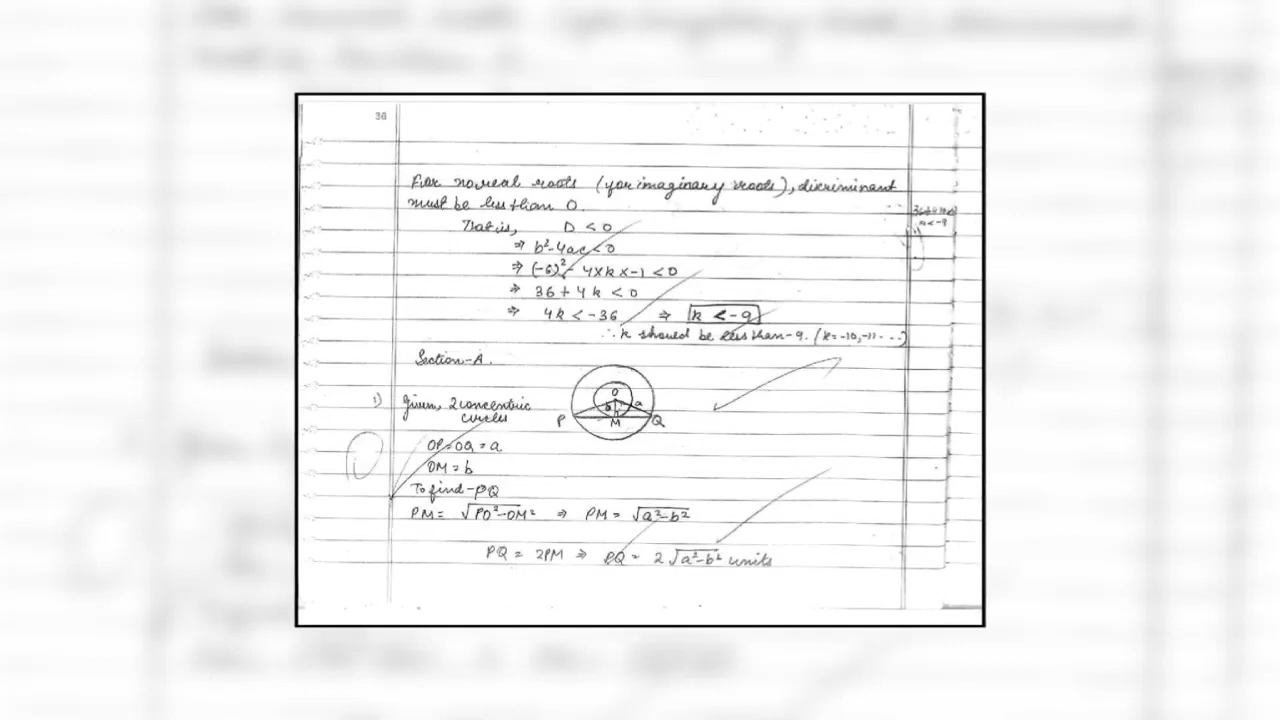 36
For no real roots (for imaginary roots), dicriminant
must be less than 0.
That is, D < 0
⇒ b²-4ac < 0
⇒ (-6)² - 4×k×-1 < 0
⇒ 36 + 4k < 0
⇒ 4k < -36 ⇒ k < -9
∴ k should be less than -9. (k = -10, -11 ...)
Section-A.
1) Given, 2 concentric
circles
O
b a
P M Q
OP = OQ = a
OM = b
To find - PQ
PM = √PO²-OM² ⇒ PM = √a²-b²
PQ = 2PM ⇒ PQ = 2√a²-b² units